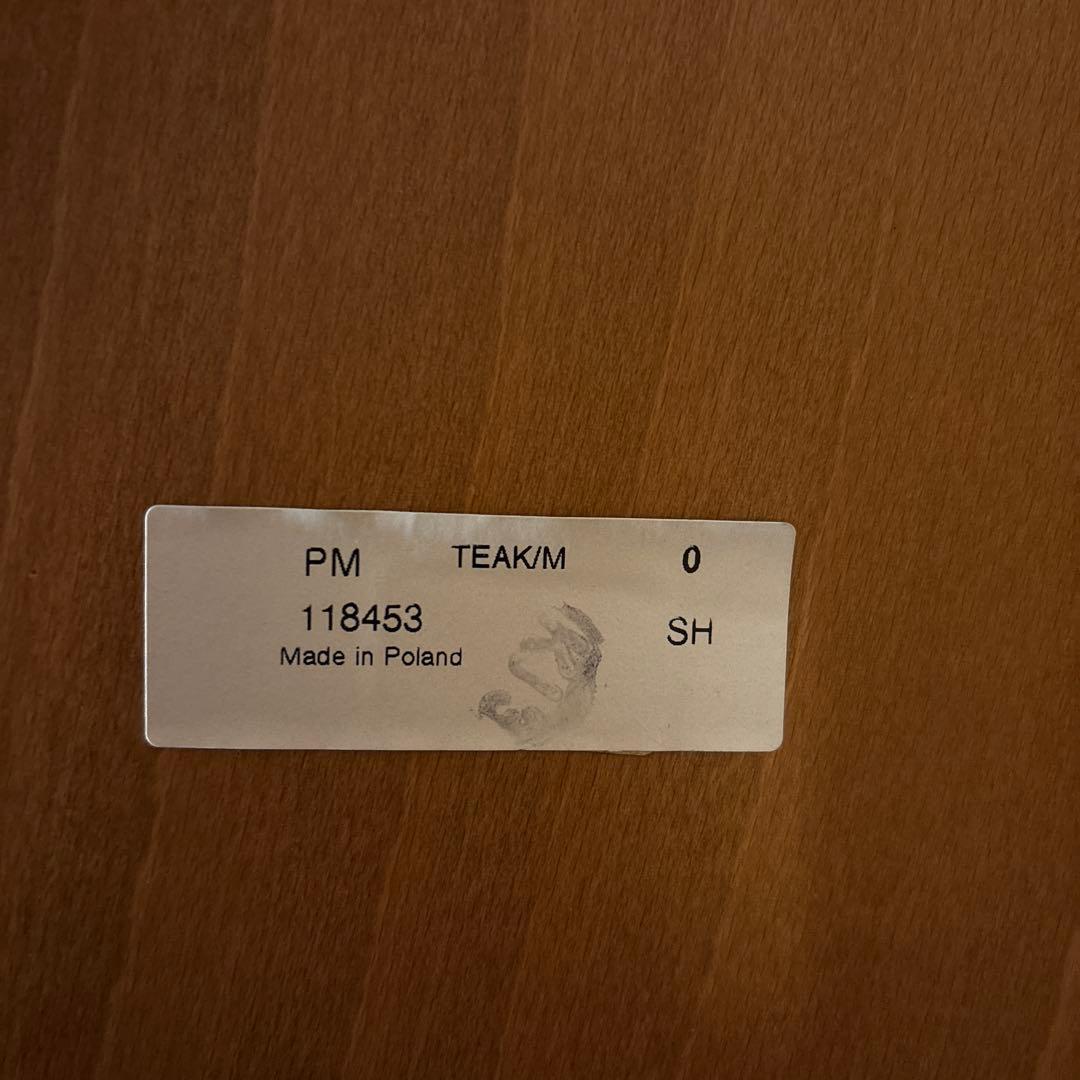 PM TEAK/M 0
118453 SH
Made in Poland